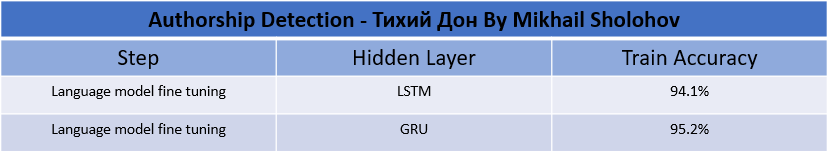 Authorship Detection - Тихий Дон By Mikhail Sholohov
Step Hidden Layer Train Accuracy
Language model fine tuning LSTM 94.1%
Language model fine tuning GRU 95.2%